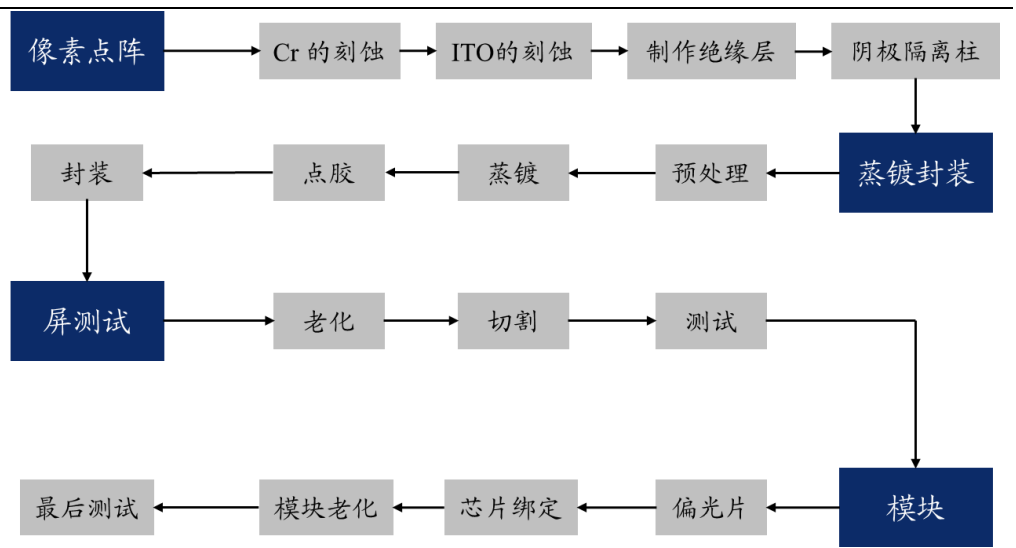 像素点阵
Cr 的刻蚀
ITO的刻蚀
制作绝缘层
阴极隔离柱
蒸镀封装
预处理
蒸镀
点胶
封装
屏测试
老化
切割
测试
模块
偏光片
芯片绑定
模块老化
最后测试